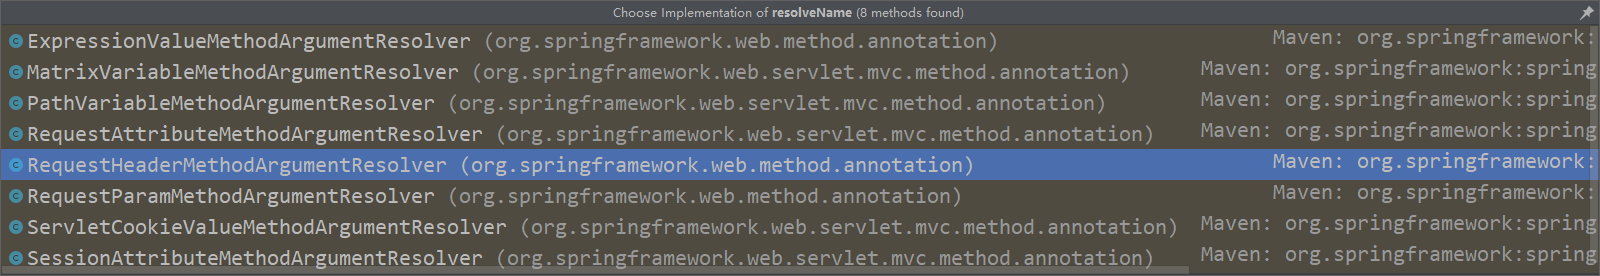 Choose Implementation of resolveName (8 methods found)
ExpressionValueMethodArgumentResolver (org.springframework.web.method.annotation) Maven: org.springframework:
MatrixVariableMethodArgumentResolver (org.springframework.web.servlet.mvc.method.annotation) Maven: org.springframework:spring
PathVariableMethodArgumentResolver (org.springframework.web.servlet.mvc.method.annotation) Maven: org.springframework:spring
RequestAttributeMethodArgumentResolver (org.springframework.web.servlet.mvc.method.annotation) Maven: org.springframework:spring
RequestHeaderMethodArgumentResolver (org.springframework.web.method.annotation) Maven: org.springframework:
RequestParamMethodArgumentResolver (org.springframework.web.method.annotation) Maven: org.springframework:
ServletCookieValueMethodArgumentResolver (org.springframework.web.servlet.mvc.method.annotation) Maven: org.springframework:spring
SessionAttributeMethodArgumentResolver (org.springframework.web.servlet.mvc.method.annotation) Maven: org.springframework:spring